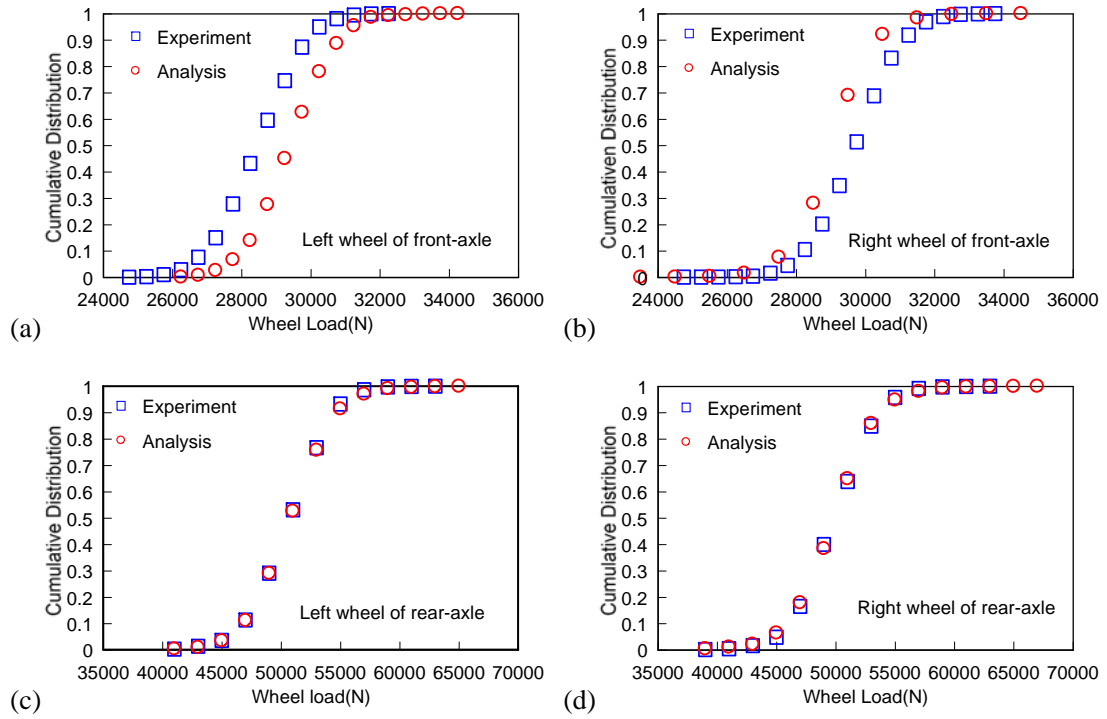 1
0.9
0.8
0.7
0.6
0.5
0.4
0.3
0.2
0.1
0
Cumulative Distribution
Experiment
Analysis
Left wheel of front-axle
24000 26000 28000 30000 32000 34000 36000
Wheel Load(N)
(a)
1
0.9
0.8
0.7
0.6
0.5
0.4
0.3
0.2
0.1
0
Cumulativen Distribution
Experiment
Analysis
Right wheel of front-axle
24000 26000 28000 30000 32000 34000 36000
Wheel Load(N)
(b)
1
0.9
0.8
0.7
0.6
0.5
0.4
0.3
0.2
0.1
0
Cumulative Distribution
Experiment
Analysis
Left wheel of rear-axle
35000 40000 45000 50000 55000 60000 65000 70000
Wheel load(N)
(c)
1
0.9
0.8
0.7
0.6
0.5
0.4
0.3
0.2
0.1
0
Cumulative Distribution
Experiment
Analysis
Right wheel of rear-axle
35000 40000 45000 50000 55000 60000 65000 70000
Wheel Load(N)
(d)